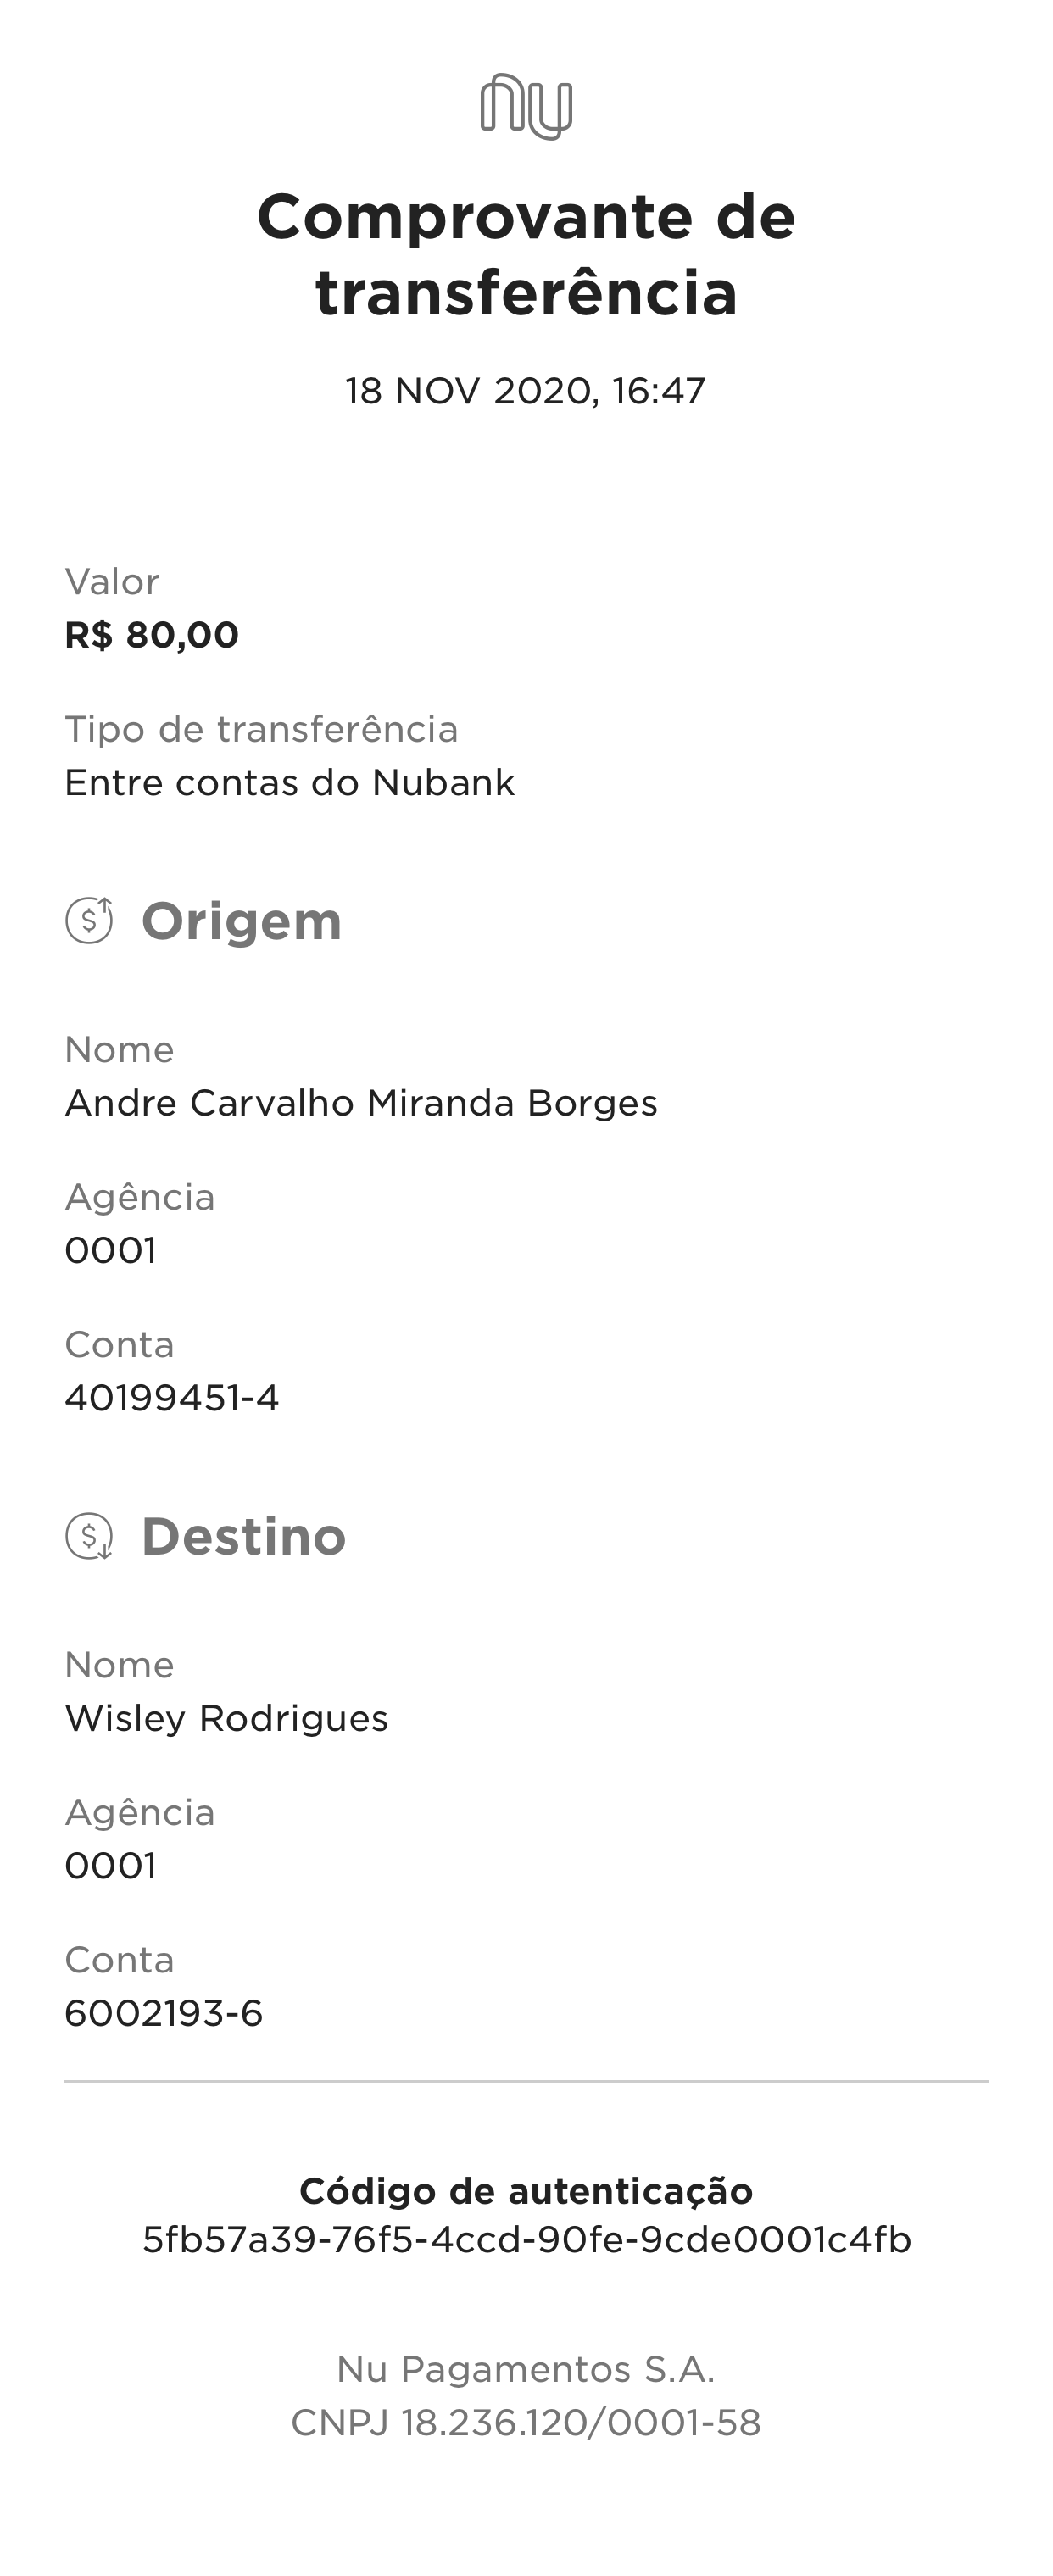 nu
Comprovante de
transferência
18 NOV 2020, 16:47
Valor
R$ 80,00
Tipo de transferência
Entre contas do Nubank
Origem
Nome
Andre Carvalho Miranda Borges
Agência
0001
Conta
40199451-4
Destino
Nome
Wisley Rodrigues
Agência
0001
Conta
6002193-6
Código de autenticação
5fb57a39-76f5-4ccd-90fe-9cde0001c4fb
Nu Pagamentos S.A.
CNPJ 18.236.120/0001-58